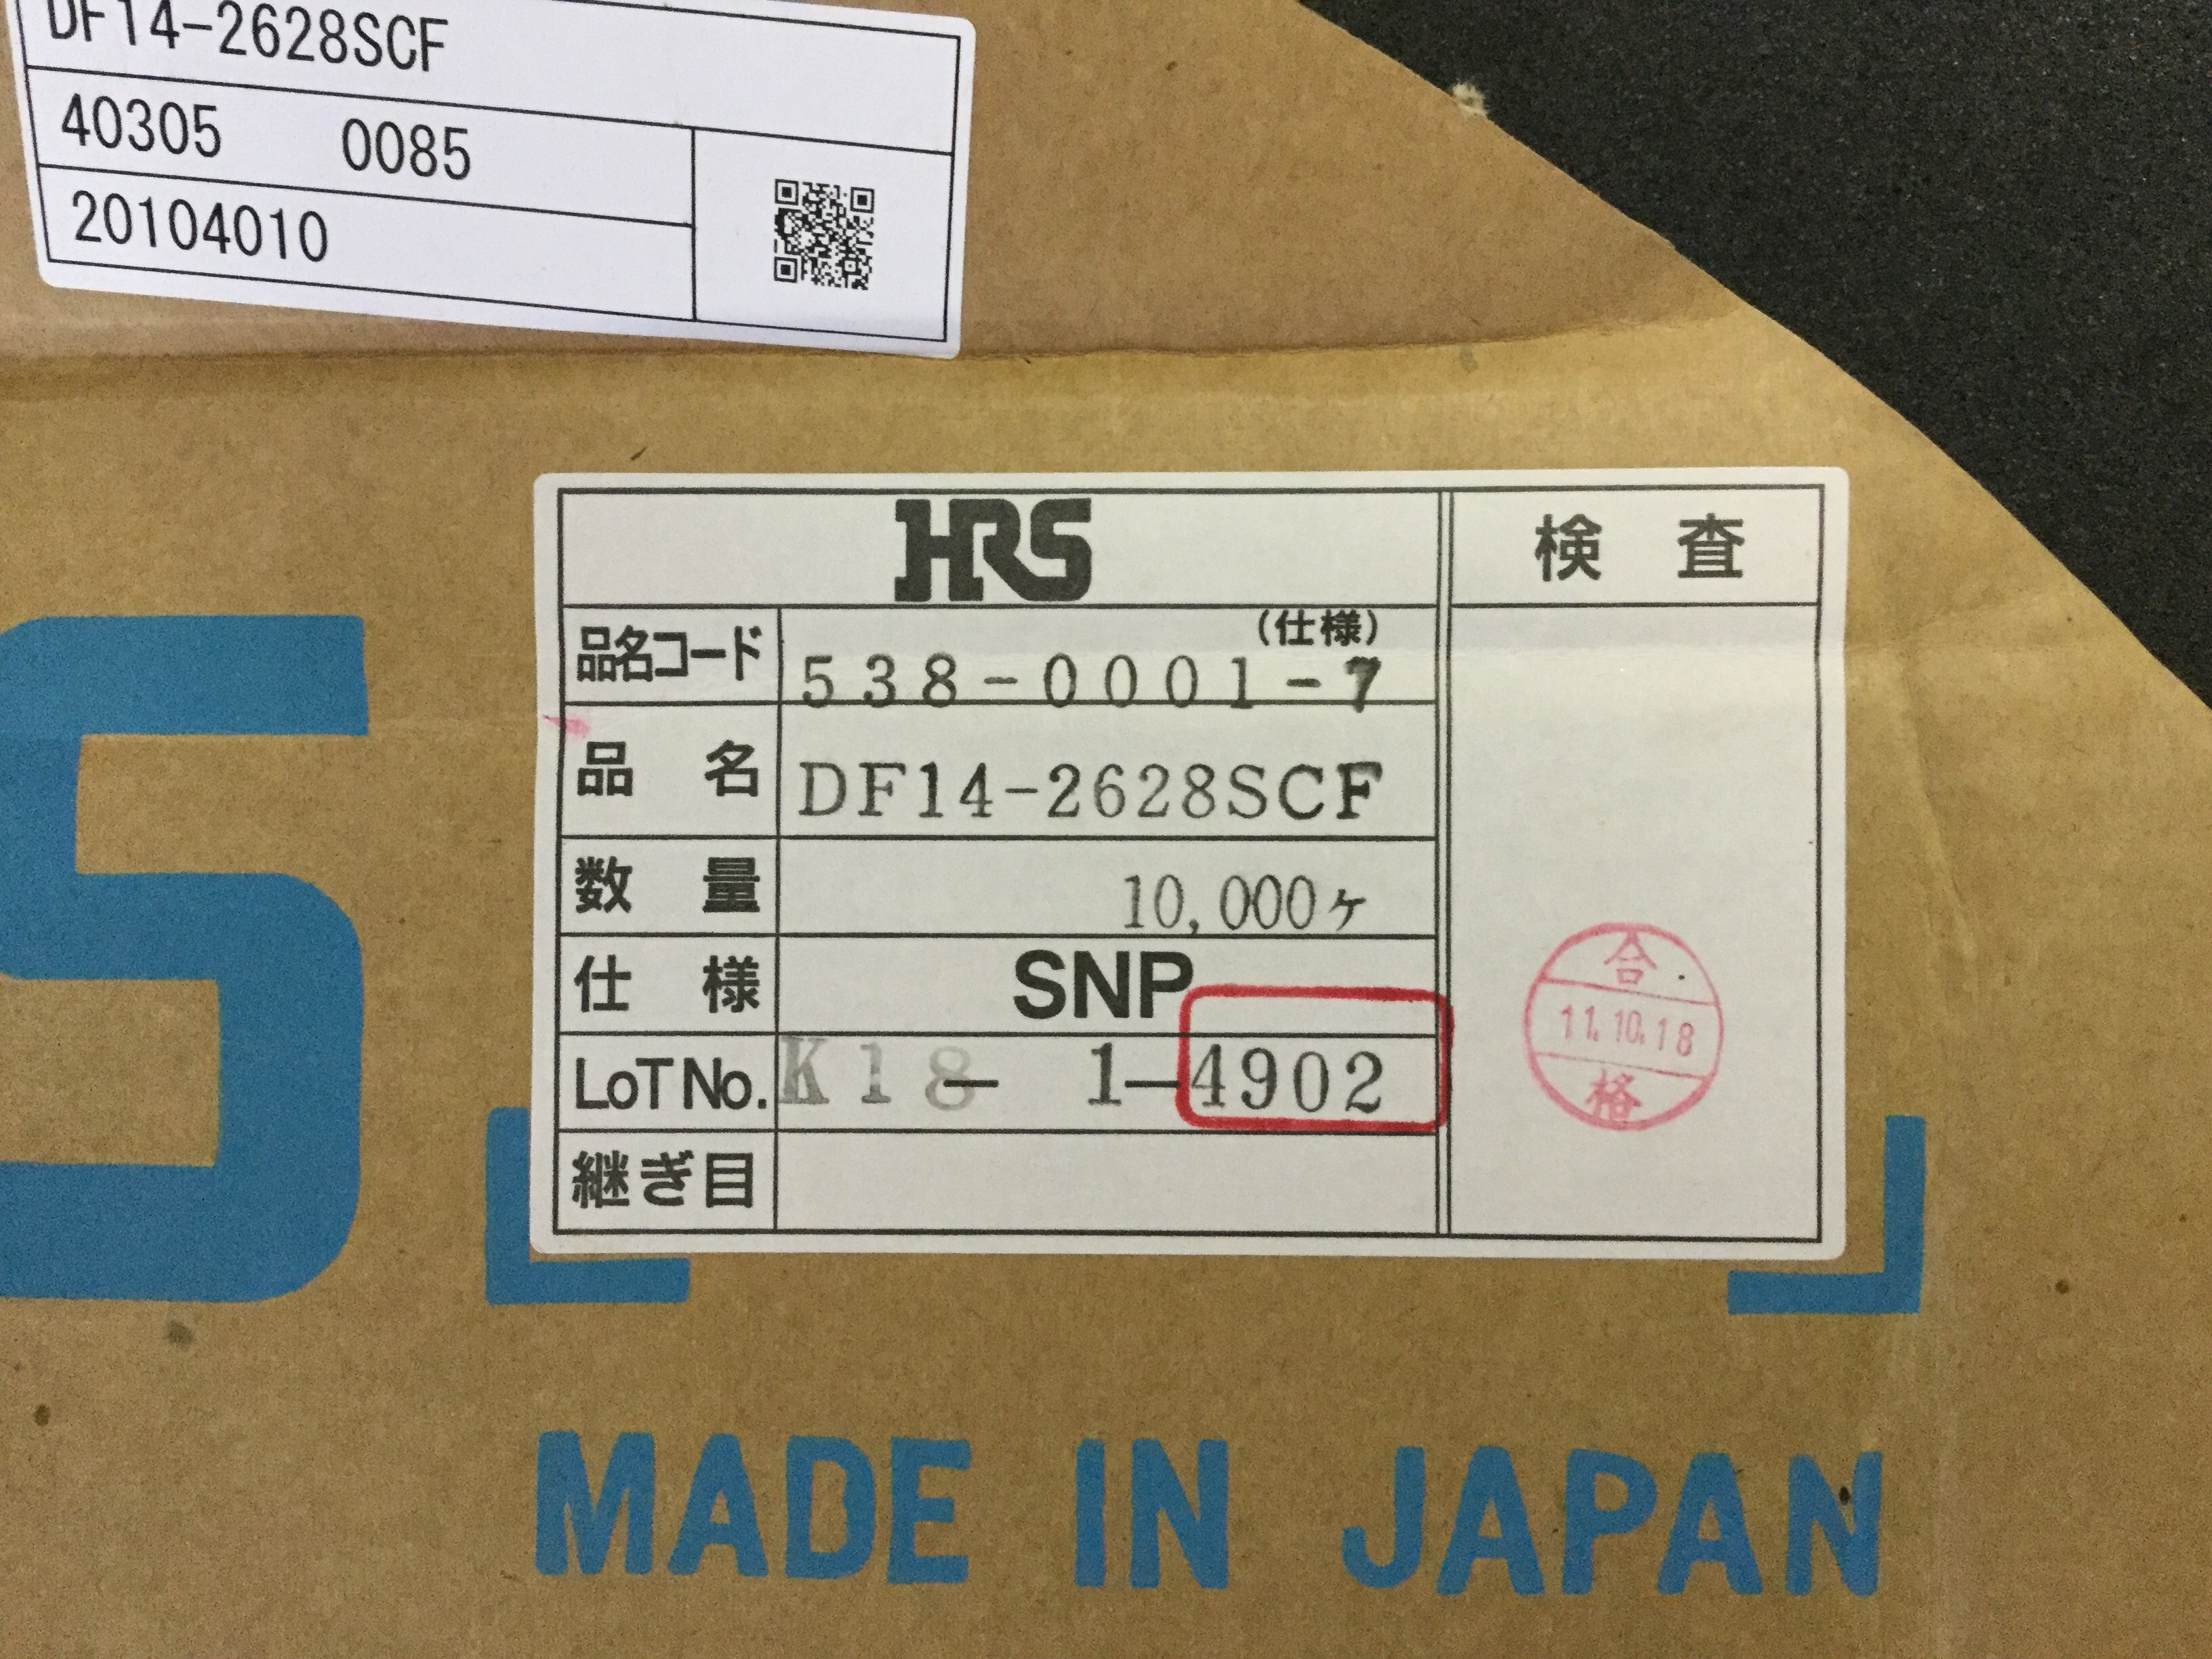 DF14-2628SCF
40305 0085
20104010
HRS
検 査
品名コード 538-0001-7
(仕様)
品 名 DF14-2628SCF
数 量 10,000ヶ
仕 様 SNP
LoT No. K18- 1-4902
継ぎ目
合
11.10.18
格
S
MADE IN JAPAN